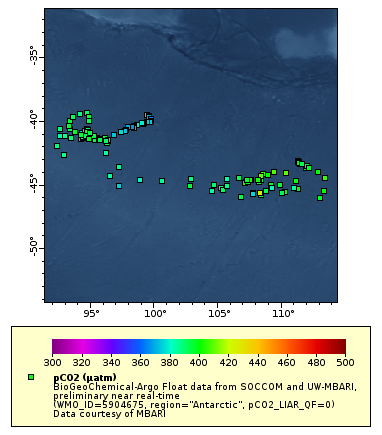 -35°
-40°
-45°
-50°
95° 100° 105° 110°
300 320 340 360 380 400 420 440 460 480 500
pCO2 (µatm)
BioGeoChemical-Argo Float data from SOCCOM and UW-MBARI,
preliminary near real-time
(WMO_ID=5904675, region="Antarctic", pCO2_LIAR_QF=0)
Data courtesy of MBARI